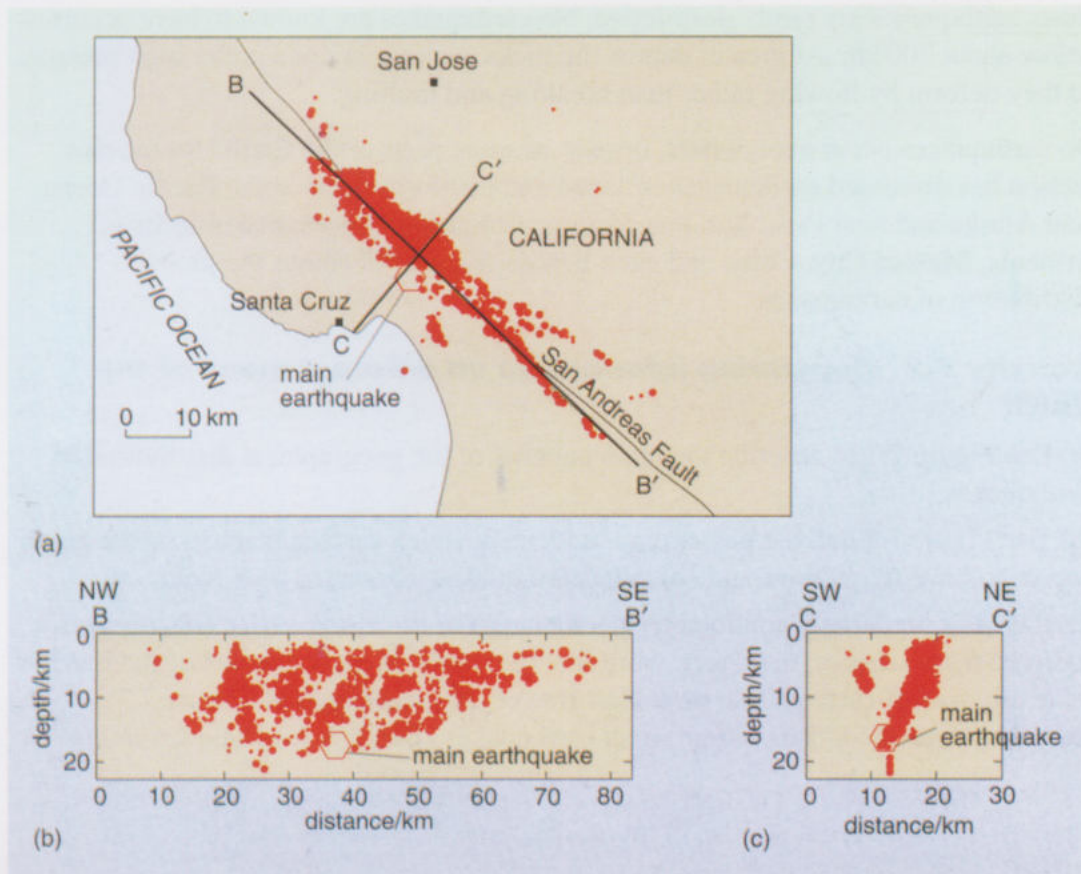 San Jose
B
C′
CALIFORNIA
PACIFIC OCEAN
Santa Cruz
C
main
earthquake
0 10 km
San Andreas Fault
B′
(a)
NW
B
SE
B′
0
10
20
depth/km
main earthquake
0 10 20 30 40 50 60 70 80
distance/km
(b)
SW
C
NE
C′
0
10
20
depth/km
main
earthquake
0 10 20 30
distance/km
(c)